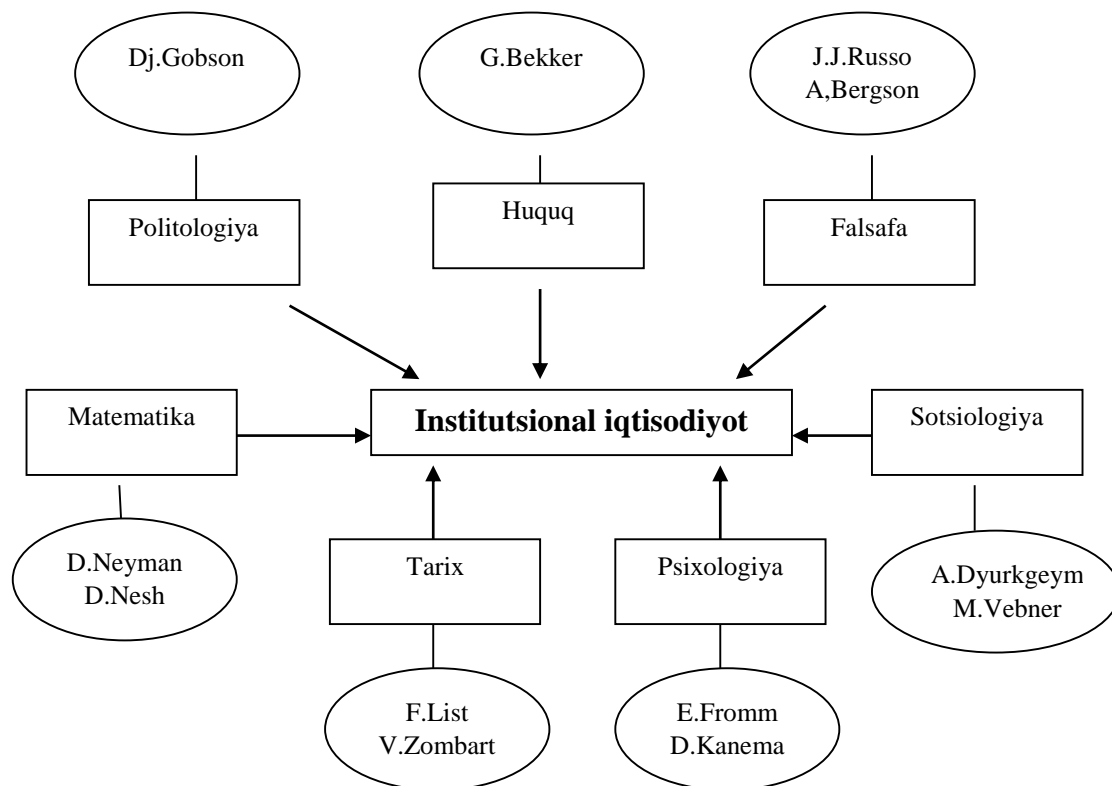 Dj.Gobson
G.Bekker
J.J.Russo
A,Bergson
Politologiya
Huquq
Falsafa
Matematika
Institutsional iqtisodiyot
Sotsiologiya
D.Neyman
D.Nesh
Tarix
Psixologiya
A.Dyurkgeym
M.Vebner
F.List
V.Zombart
E.Fromm
D.Kanema